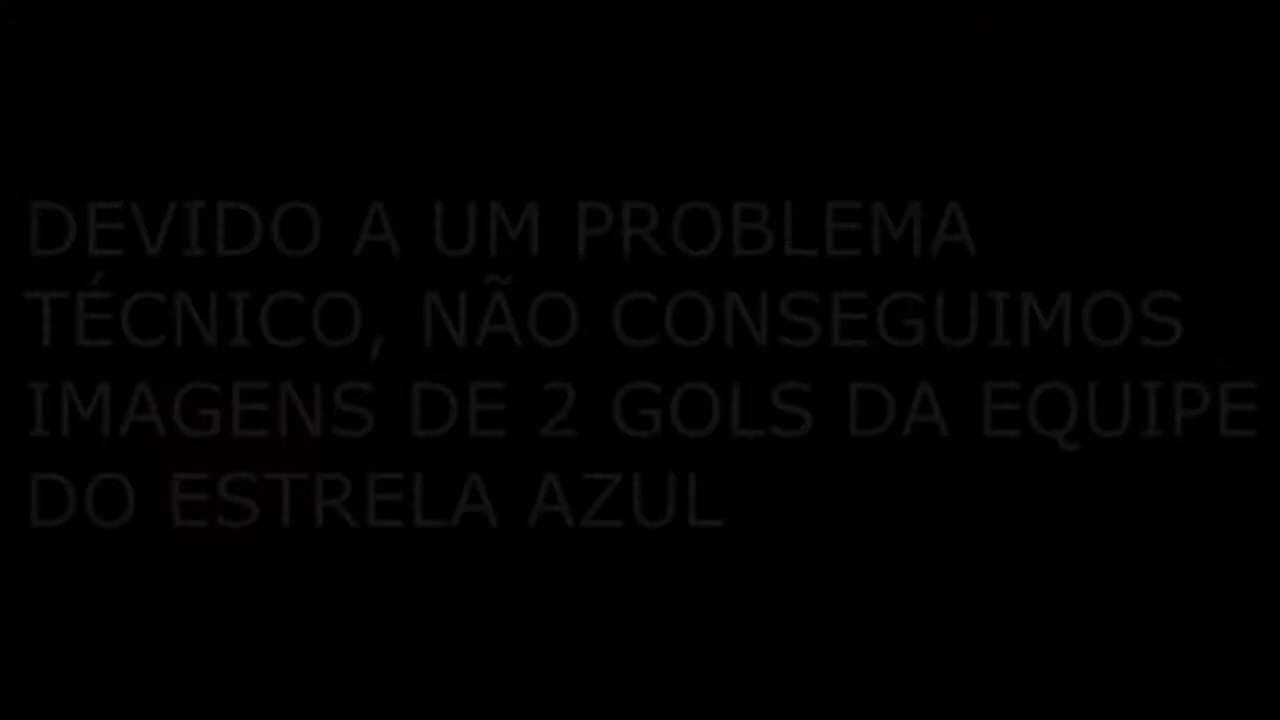 DEVIDO A UM PROBLEMA
TÉCNICO, NÃO CONSEGUIMOS
IMAGENS DE 2 GOLS DA EQUIPE
DO ESTRELA AZUL